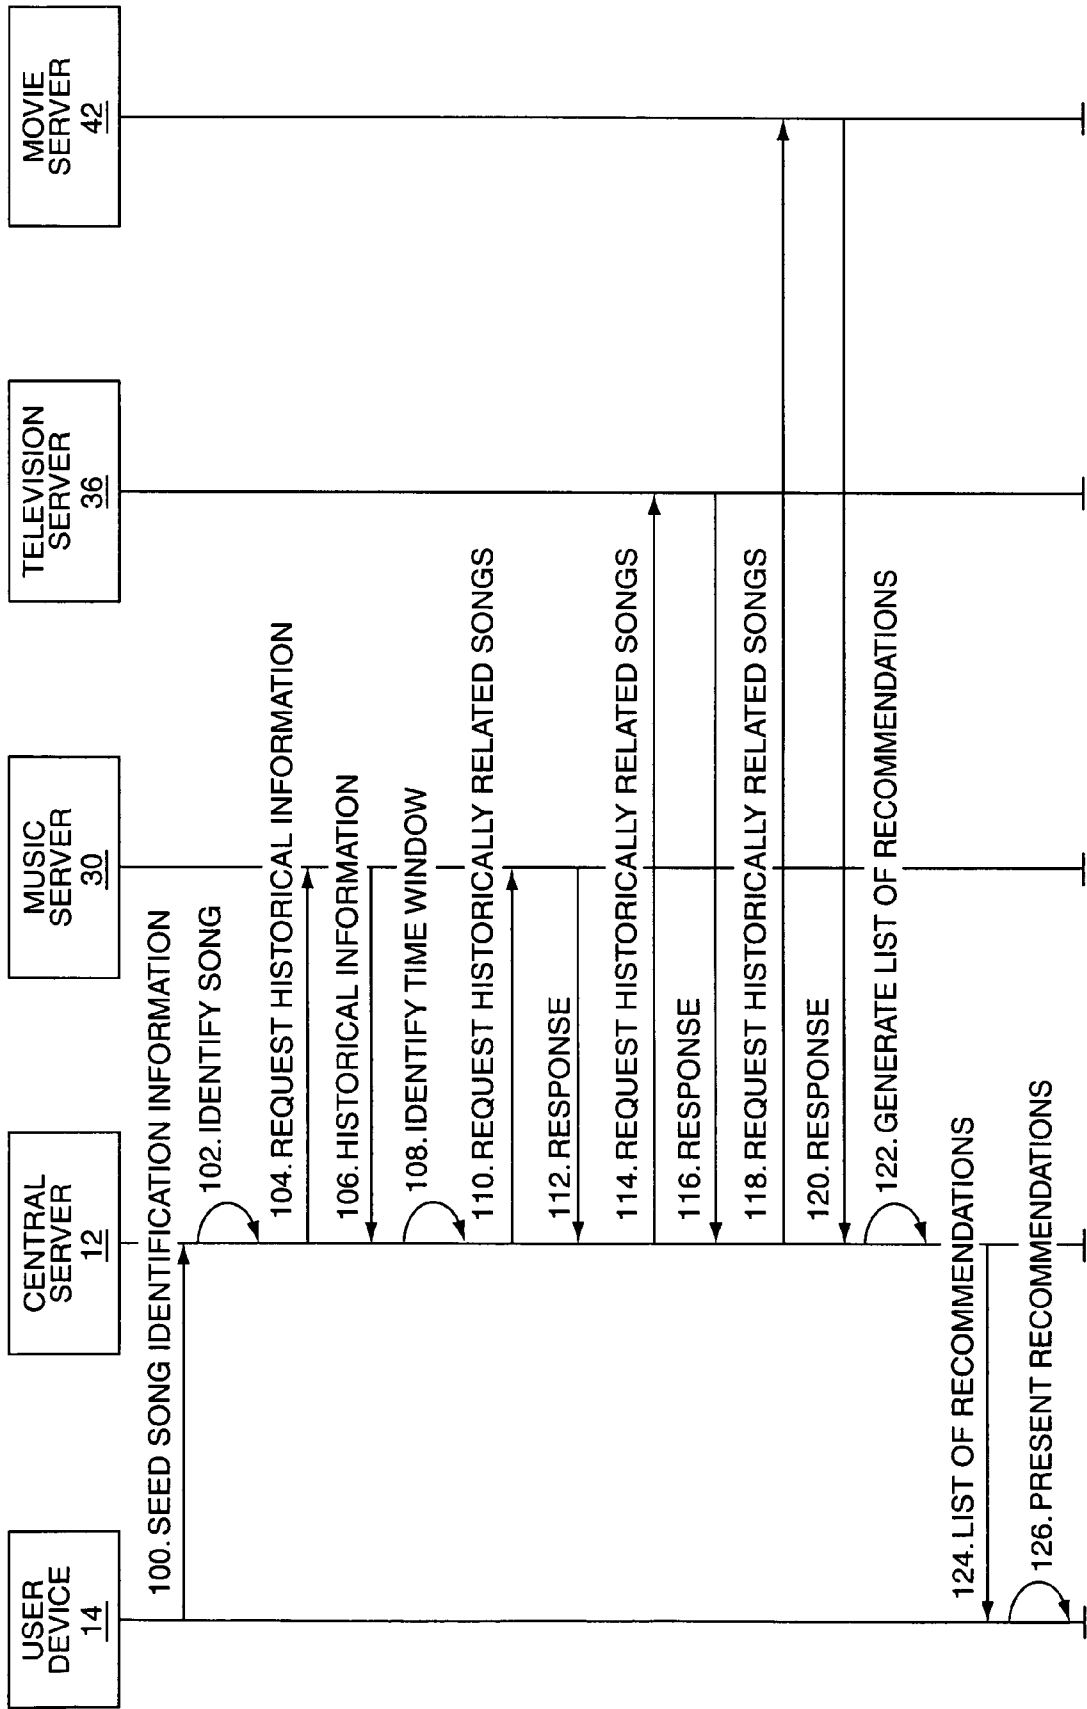 USER
DEVICE
14
CENTRAL
SERVER
12
MUSIC
SERVER
30
TELEVISION
SERVER
36
MOVIE
SERVER
42
100. SEED SONG IDENTIFICATION INFORMATION
102. IDENTIFY SONG
104. REQUEST HISTORICAL INFORMATION
106. HISTORICAL INFORMATION
108. IDENTIFY TIME WINDOW
110. REQUEST HISTORICALLY RELATED SONGS
112. RESPONSE
114. REQUEST HISTORICALLY RELATED SONGS
116. RESPONSE
118. REQUEST HISTORICALLY RELATED SONGS
120. RESPONSE
122. GENERATE LIST OF RECOMMENDATIONS
124. LIST OF RECOMMENDATIONS
126. PRESENT RECOMMENDATIONS